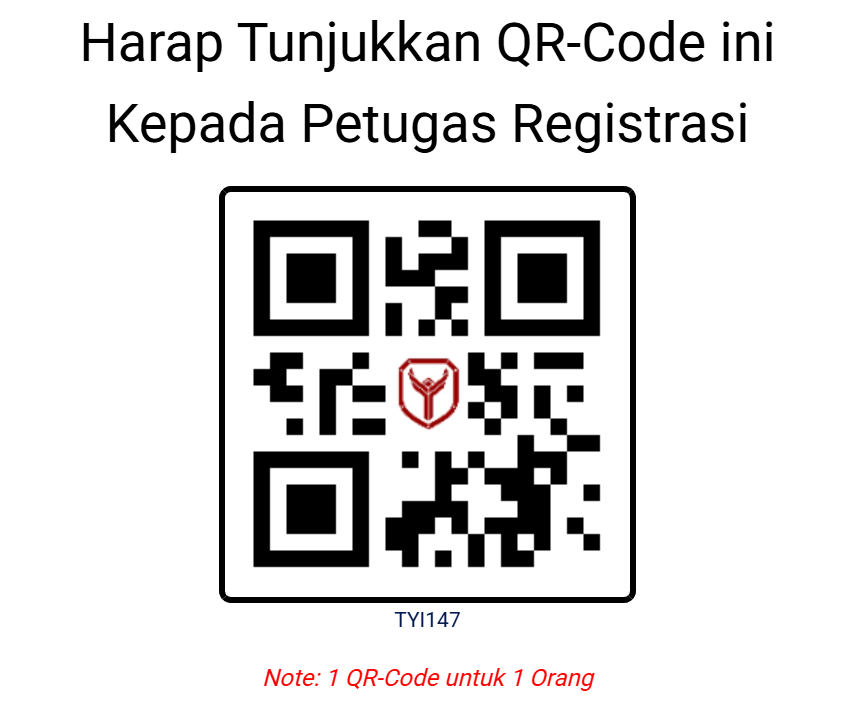 Harap Tunjukkan QR-Code ini
Kepada Petugas Registrasi
TYI147
Note: 1 QR-Code untuk 1 Orang